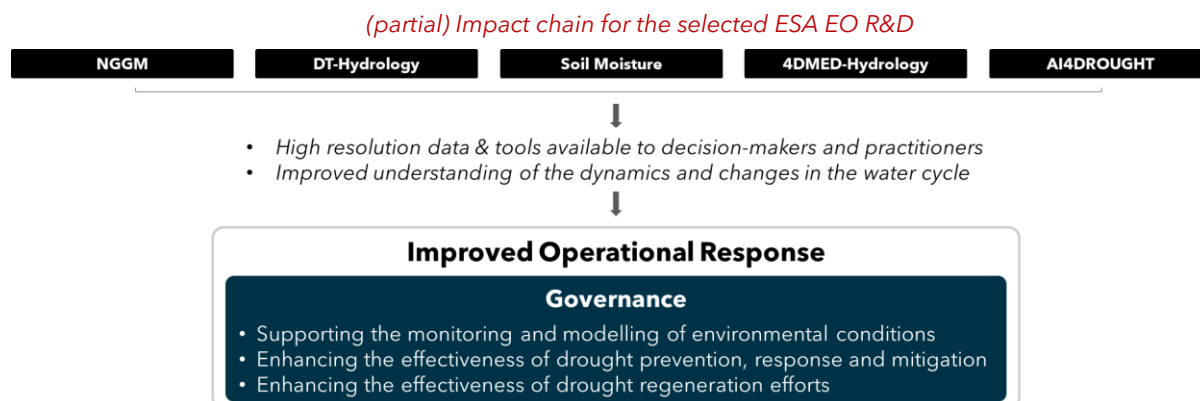 (partial) Impact chain for the selected ESA EO R&D
NGGM
DT-Hydrology
Soil Moisture
4DMED-Hydrology
AI4DROUGHT
• High resolution data & tools available to decision-makers and practitioners
• Improved understanding of the dynamics and changes in the water cycle
Improved Operational Response
Governance
• Supporting the monitoring and modelling of environmental conditions
• Enhancing the effectiveness of drought prevention, response and mitigation
• Enhancing the effectiveness of drought regeneration efforts